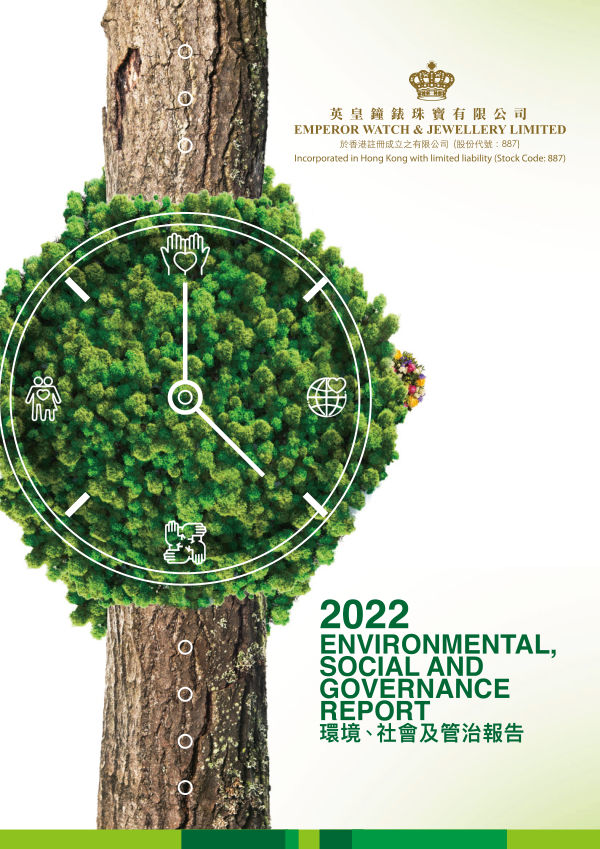 英皇鐘錶珠寶有限公司
EMPEROR WATCH & JEWELLERY LIMITED
於香港註冊成立之有限公司 (股份代號：887)
Incorporated in Hong Kong with limited liability (Stock Code: 887)
2022
ENVIRONMENTAL,
SOCIAL AND
GOVERNANCE
REPORT
環境、社會及管治報告